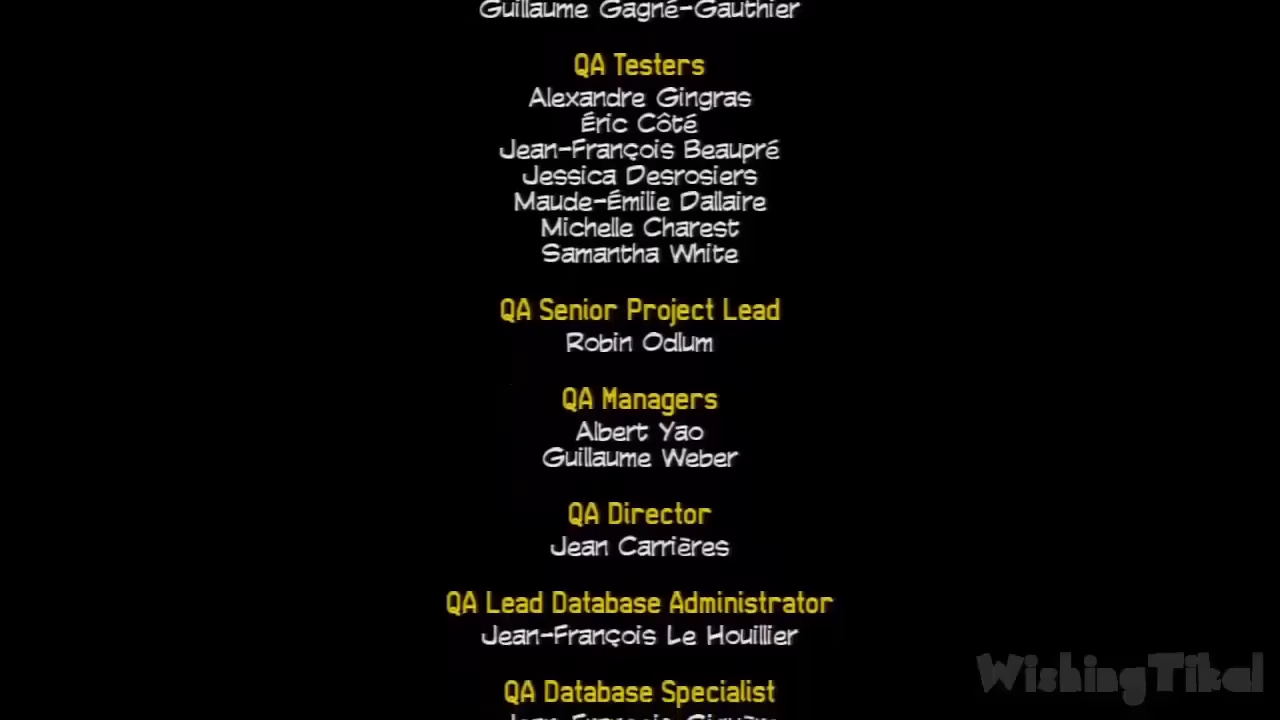 Guillaume Gagné-Gauthier
QA Testers
Alexandre Gingras
Éric Côté
Jean-François Beaupré
Jessica Desrosiers
Maude-Émilie Dallaire
Michelle Charest
Samantha White
QA Senior Project Lead
Robin Odlum
QA Managers
Albert Yao
Guillaume Weber
QA Director
Jean Carrières
QA Lead Database Administrator
Jean-François Le Houillier
QA Database Specialist
Jean-François
WishingTikal